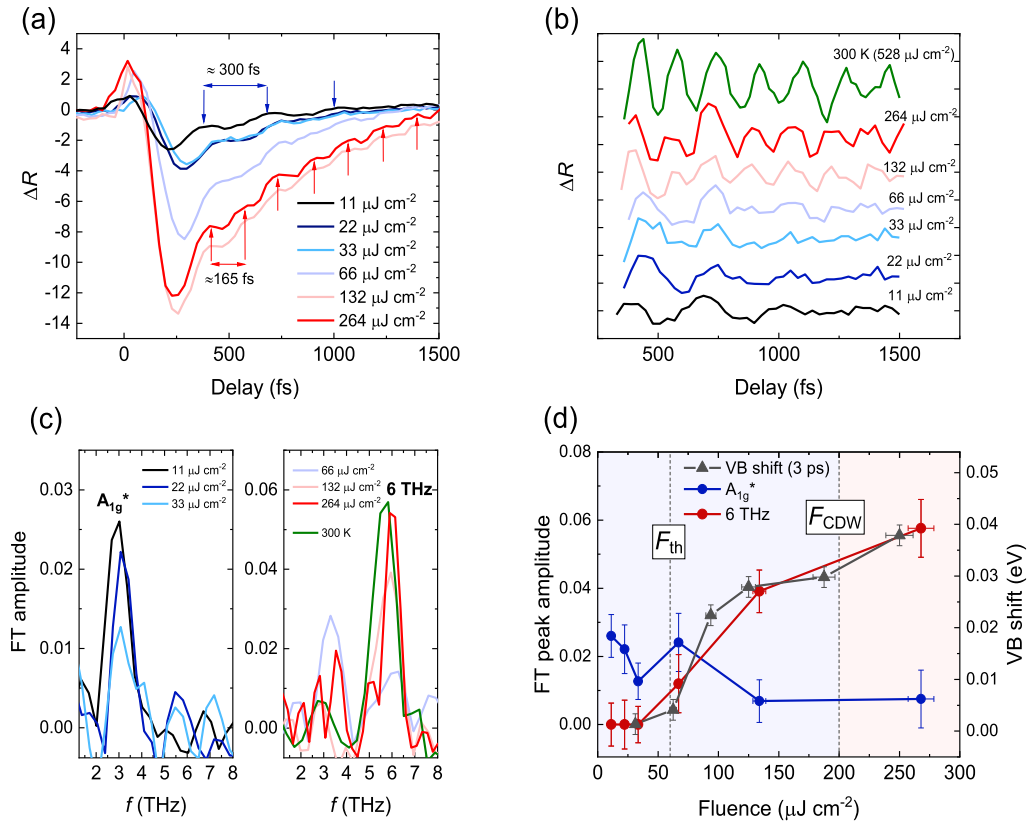 (a)
4
2
0
-2
-4
-6
-8
-10
-12
-14
ΔR
≈ 300 fs
≈165 fs
11 μJ cm-2
22 μJ cm-2
33 μJ cm-2
66 μJ cm-2
132 μJ cm-2
264 μJ cm-2
0 500 1000 1500
Delay (fs)
(b)
ΔR
300 K (528 μJ cm-2)
264 μJ cm-2
132 μJ cm-2
66 μJ cm-2
33 μJ cm-2
22 μJ cm-2
11 μJ cm-2
500 1000 1500
Delay (fs)
(c)
FT amplitude
0.04
0.03
0.02
0.01
0.00
A1g*
11 μJ cm-2
22 μJ cm-2
33 μJ cm-2
2 3 4 5 6 7 8
f (THz)
0.06
0.04
0.02
0.00
66 μJ cm-2
132 μJ cm-2
264 μJ cm-2
300 K
6 THz
2 3 4 5 6 7 8
f (THz)
(d)
FT peak amplitude
0.08
0.06
0.04
0.02
0.00
VB shift (3 ps)
A1g*
6 THz
Fth
FCDW
0.05
0.04
0.03
0.02
0.01
0.00
VB shift (eV)
0 50 100 150 200 250 300
Fluence (μJ cm-2)